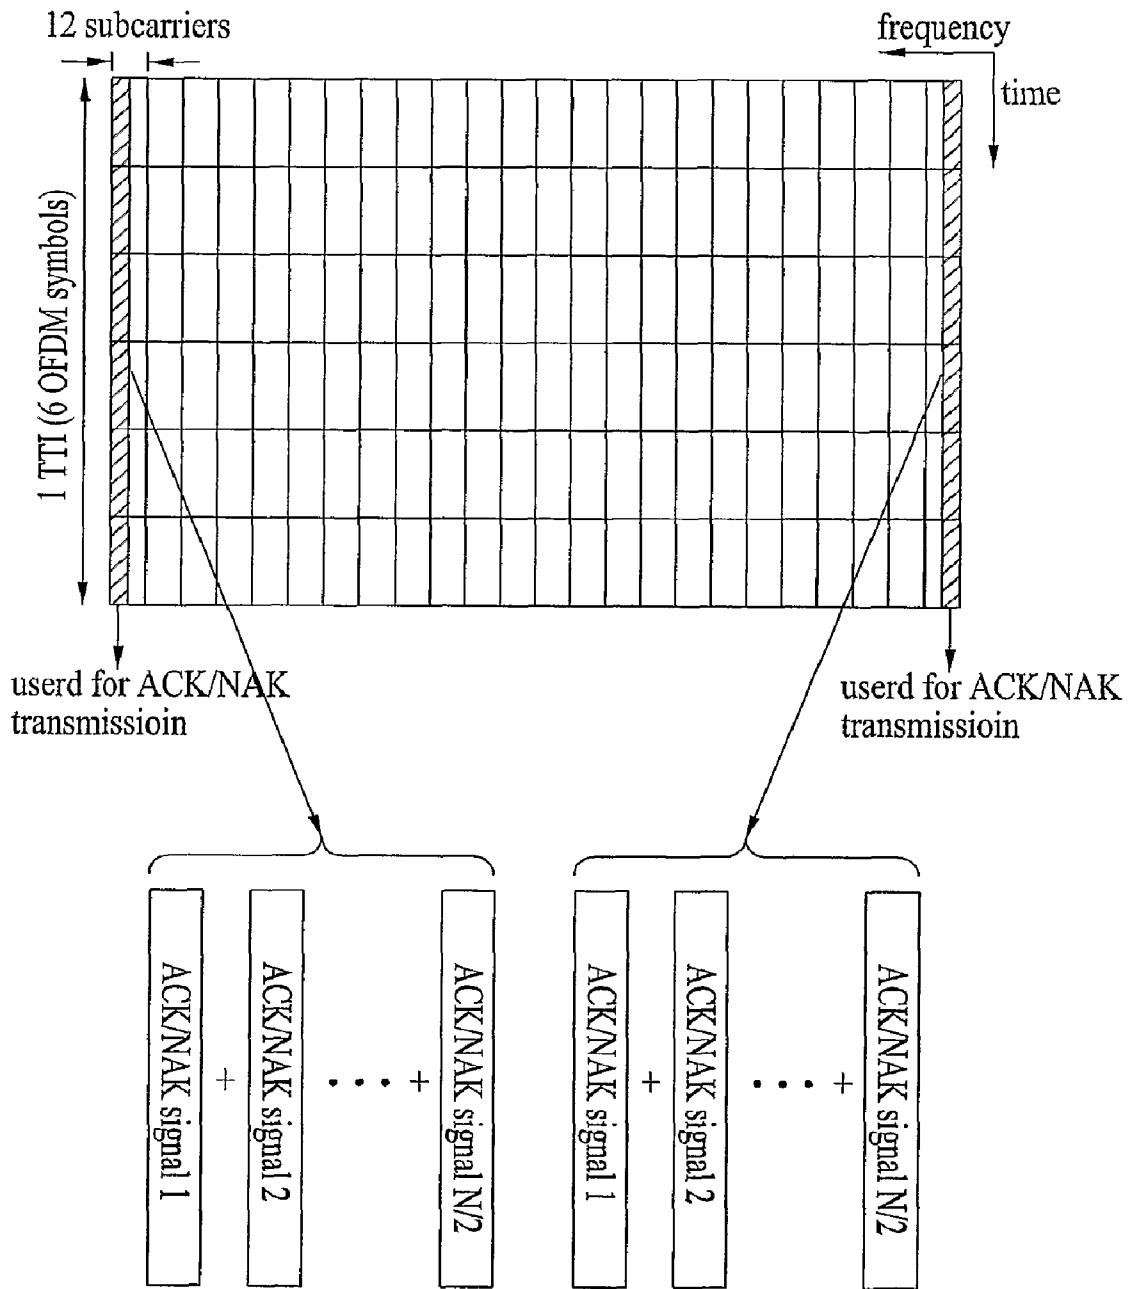 12 subcarriers
frequency
time
1 TTI (6 OFDM symbols)
userd for ACK/NAK
transmissioin
userd for ACK/NAK
transmissioin
ACK/NAK signal 1
+
ACK/NAK signal 2
• • • +
ACK/NAK signal N/2
ACK/NAK signal 1
+
ACK/NAK signal 2
• • • +
ACK/NAK signal N/2